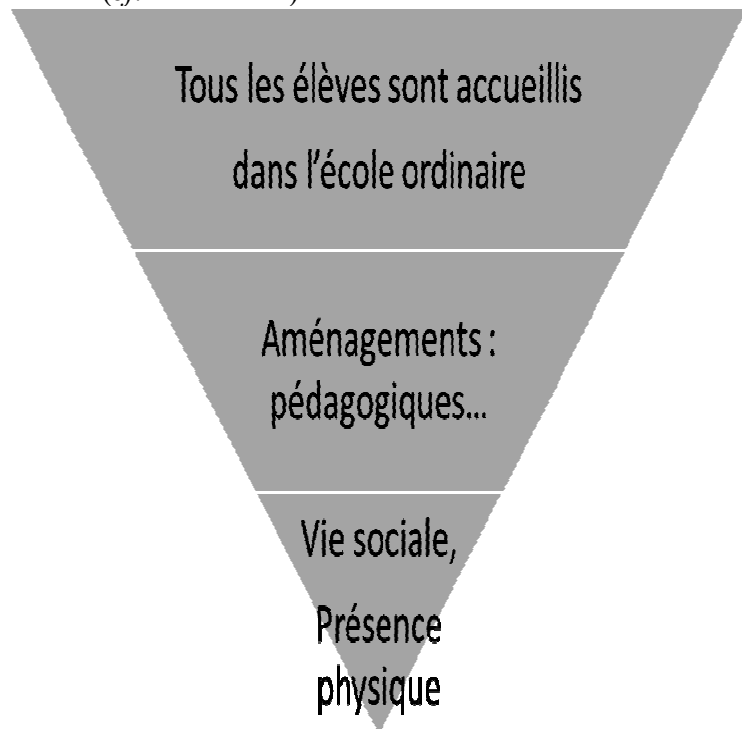 Tous les élèves sont accueillis
dans l'école ordinaire
Aménagements :
pédagogiques...
Vie sociale,
Présence
physique